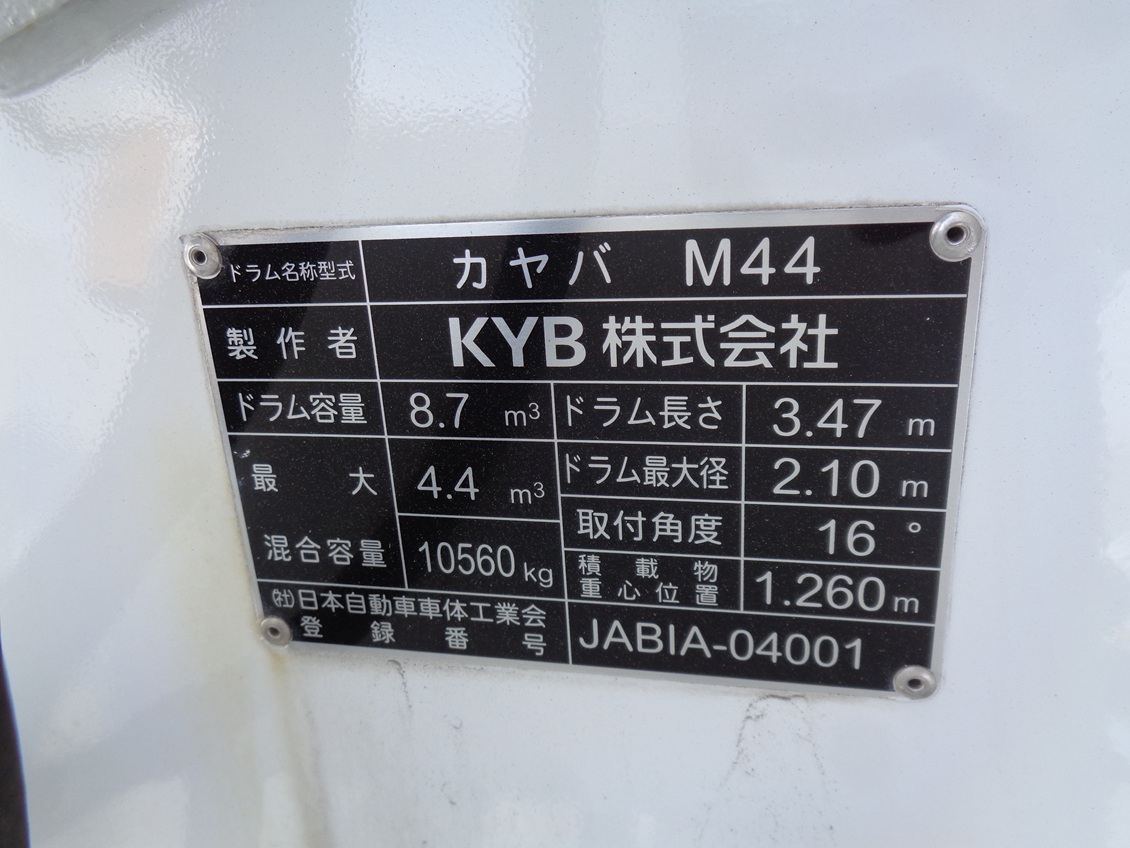 ドラム名称型式 カヤバ M44
製作者 KYB株式会社
ドラム容量 8.7 m³ ドラム長さ 3.47 m
最大混合容量 4.4 m³ ドラム最大径 2.10 m
10560 kg 取付角度 16°
積載物重心位置 1.260 m
(社)日本自動車車体工業会
登録番号 JABIA-04001